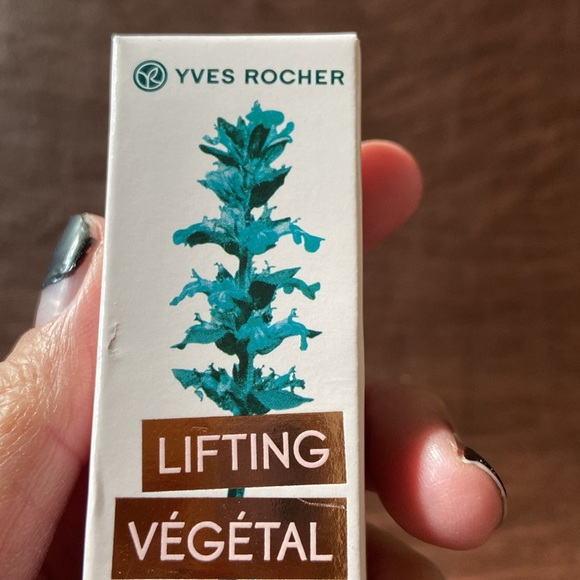 YVES ROCHER
LIFTING
VÉGÉTAL